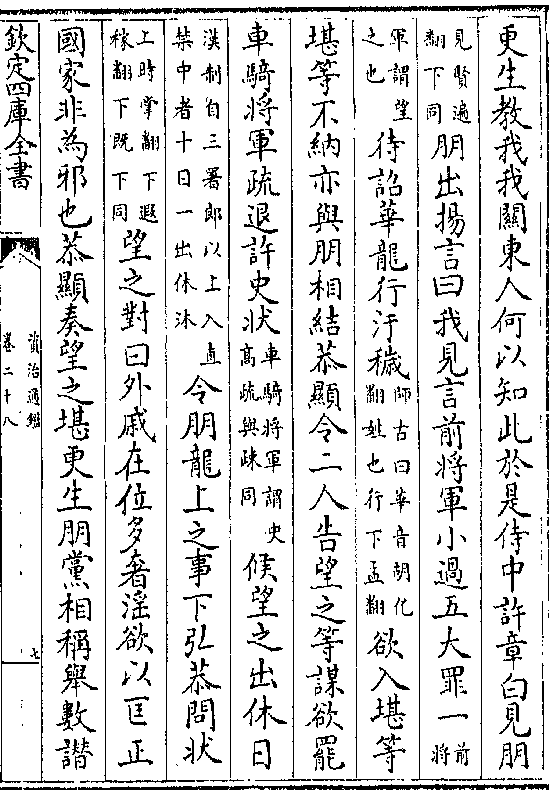 更生教我我關東人何以知此於是侍中許章白見朋
見賢遍翻下同朋出揚言曰我見言前將軍小過五大罪一前將
軍謂望之也待詔華龍行汙穢師古曰華音胡化翻姓也行下孟翻欲入堪等
堪等不納亦與朋相結恭顯令二人告望之等謀欲罷
車騎將軍疏退許史狀車騎將軍謂史高疏與疎同候望之出休日
漢制自三署郎以上入直禁中者十日一出休沐令朋龍上之事下弘恭問狀
上時掌翻下遐稼翻下既下同望之對曰外戚在位多奢淫欲以匡正
國家非為邪也恭顯奏望之堪更生朋黨相稱舉數譖
欽定四庫全書
資治通鑑
卷二十八
七